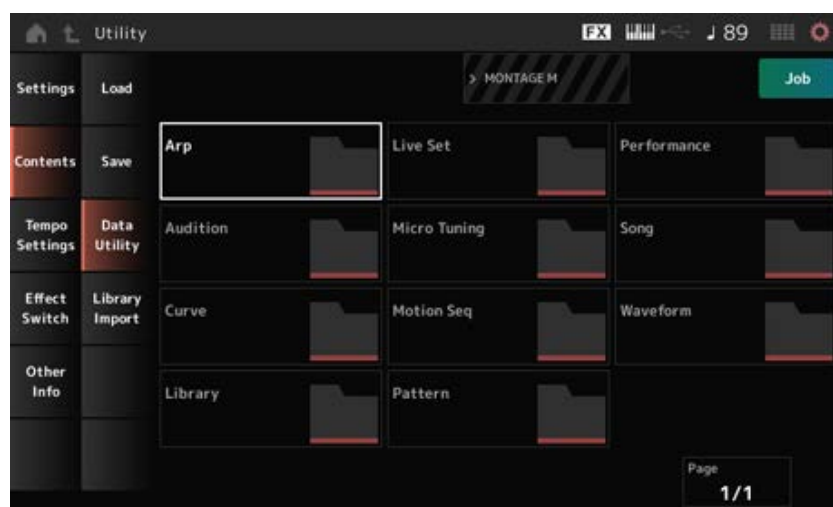 Utility
FX
♩ 89
Settings
Load
> MONTAGE M
Job
Contents
Save
Arp
Live Set
Performance
Tempo
Settings
Data
Utility
Audition
Micro Tuning
Song
Effect
Switch
Library
Import
Curve
Motion Seq
Waveform
Other
Info
Library
Pattern
Page
1/1